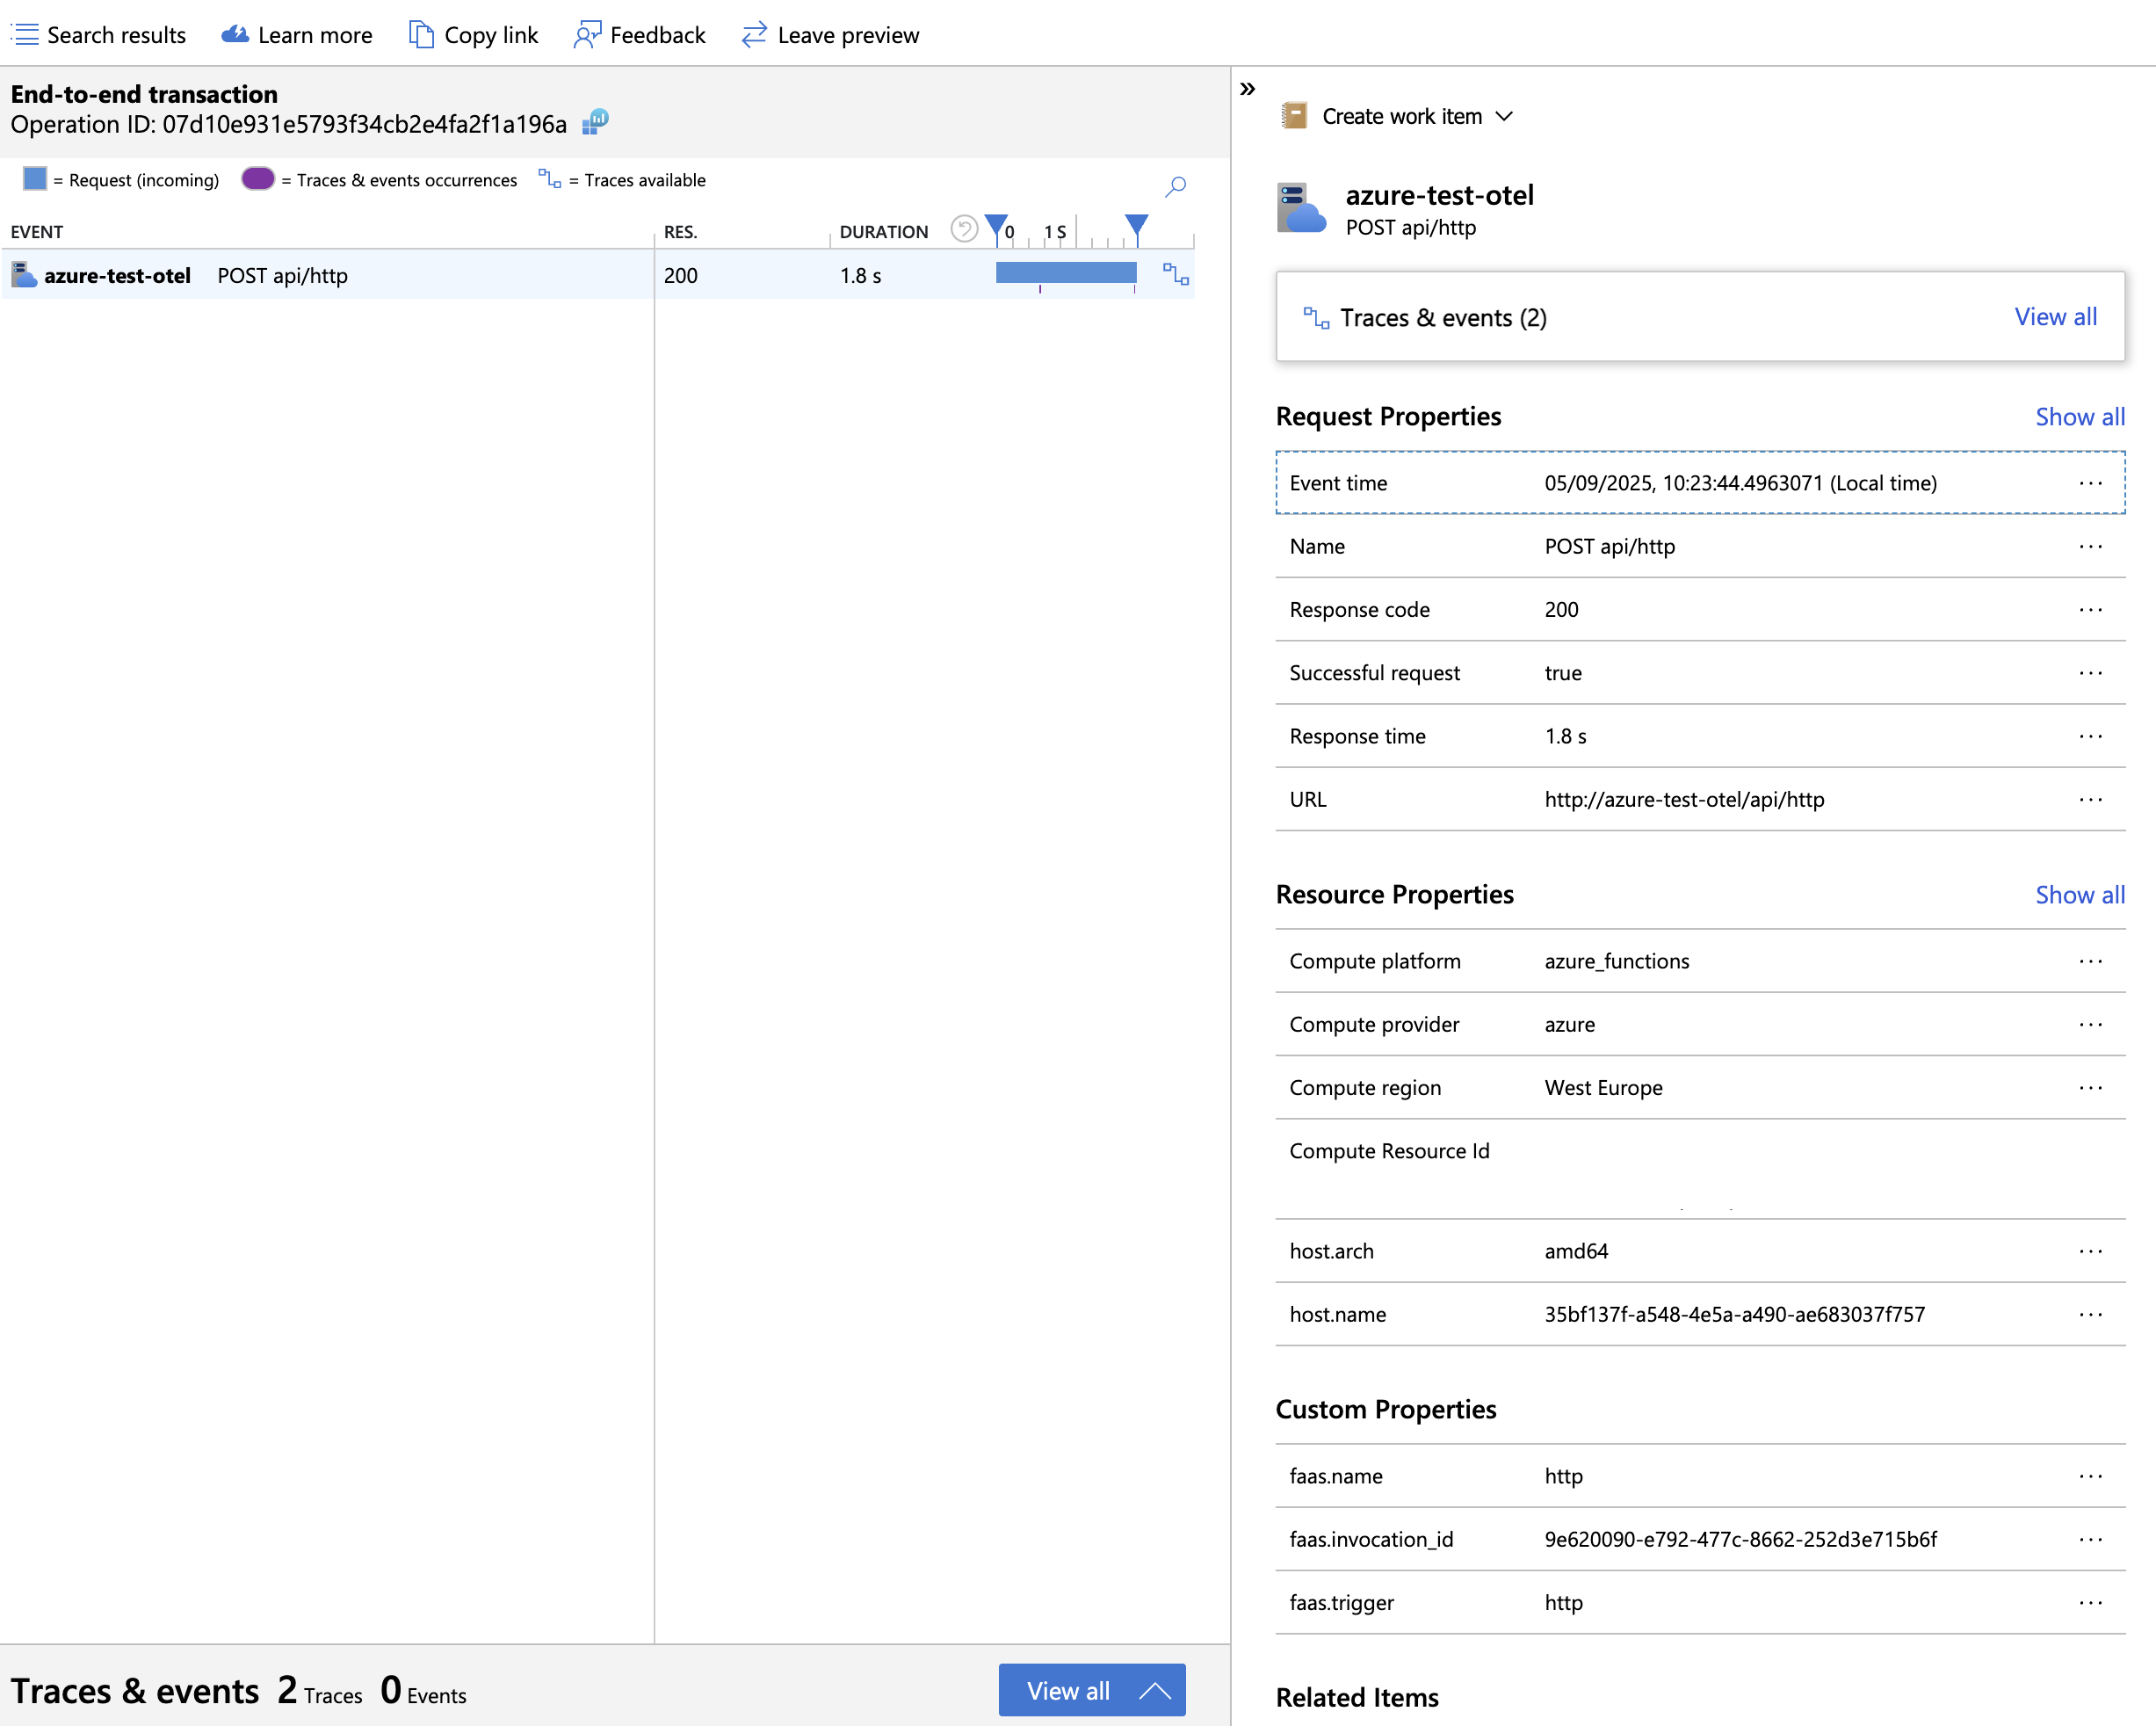 Search results Learn more Copy link Feedback Leave preview
End-to-end transaction
Operation ID: 07d10e931e5793f34cb2e4fa2f1a196a
= Request (incoming) = Traces & events occurrences = Traces available
EVENT RES. DURATION 0 1 S
azure-test-otel POST api/http 200 1.8 s
Traces & events 2 Traces 0 Events View all
»
Create work item
azure-test-otel
POST api/http
Traces & events (2) View all
Request Properties Show all
Event time 05/09/2025, 10:23:44.4963071 (Local time) ...
Name POST api/http ...
Response code 200 ...
Successful request true ...
Response time 1.8 s ...
URL http://azure-test-otel/api/http ...
Resource Properties Show all
Compute platform azure_functions ...
Compute provider azure ...
Compute region West Europe ...
Compute Resource Id
host.arch amd64 ...
host.name 35bf137f-a548-4e5a-a490-ae683037f757 ...
Custom Properties
faas.name http ...
faas.invocation_id 9e620090-e792-477c-8662-252d3e715b6f ...
faas.trigger http ...
Related Items